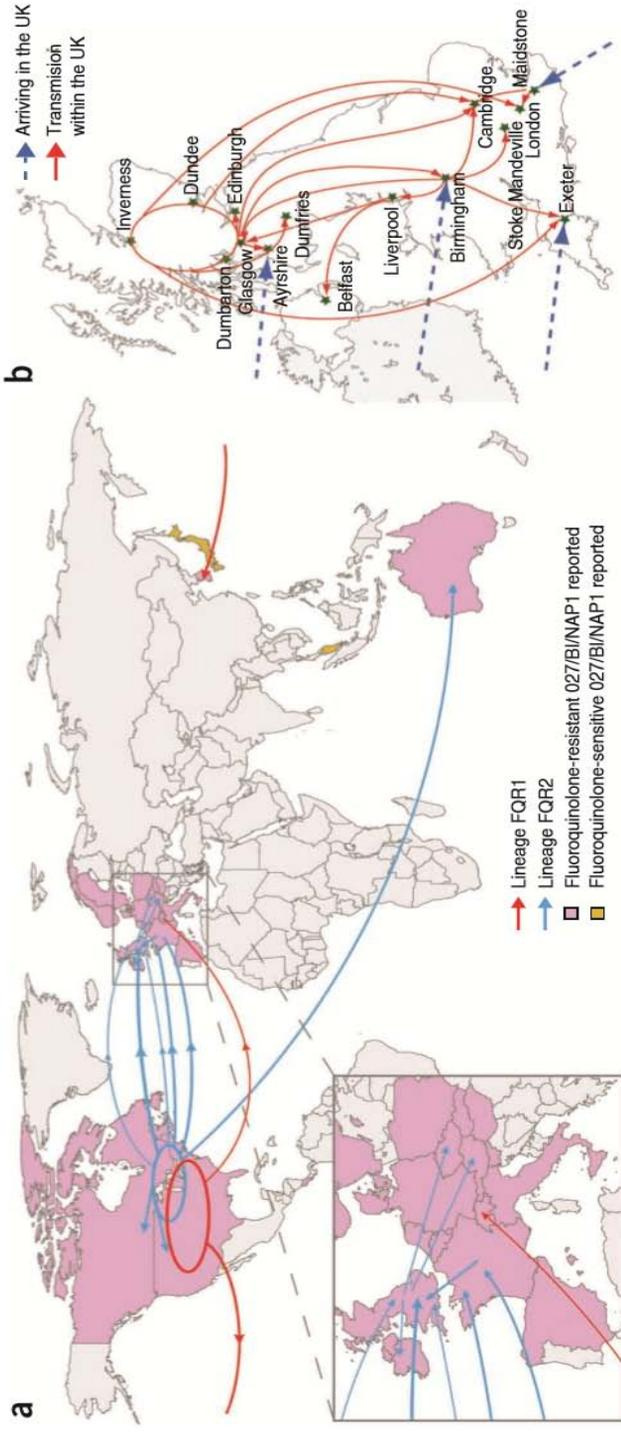 a
Lineage FQR1
Lineage FQR2
Fluoroquinolone-resistant 027/BI/NAP1 reported
Fluoroquinolone-sensitive 027/BI/NAP1 reported
b
Arriving in the UK
Transmision
within the UK
Inverness
Dundee
Edinburgh
Dumbarton
Glasgow
Ayrshire
Dumfries
Belfast
Liverpool
Birmingham
Cambridge
Stoke Mandeville
London
Maidstone
Exeter